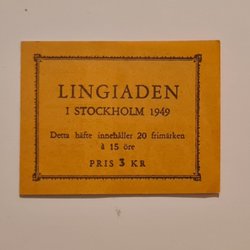 LINGIADEN
I STOCKHOLM 1949
Detta häfte innehåller 20 frimärken
à 15 öre
PRIS 3 KR